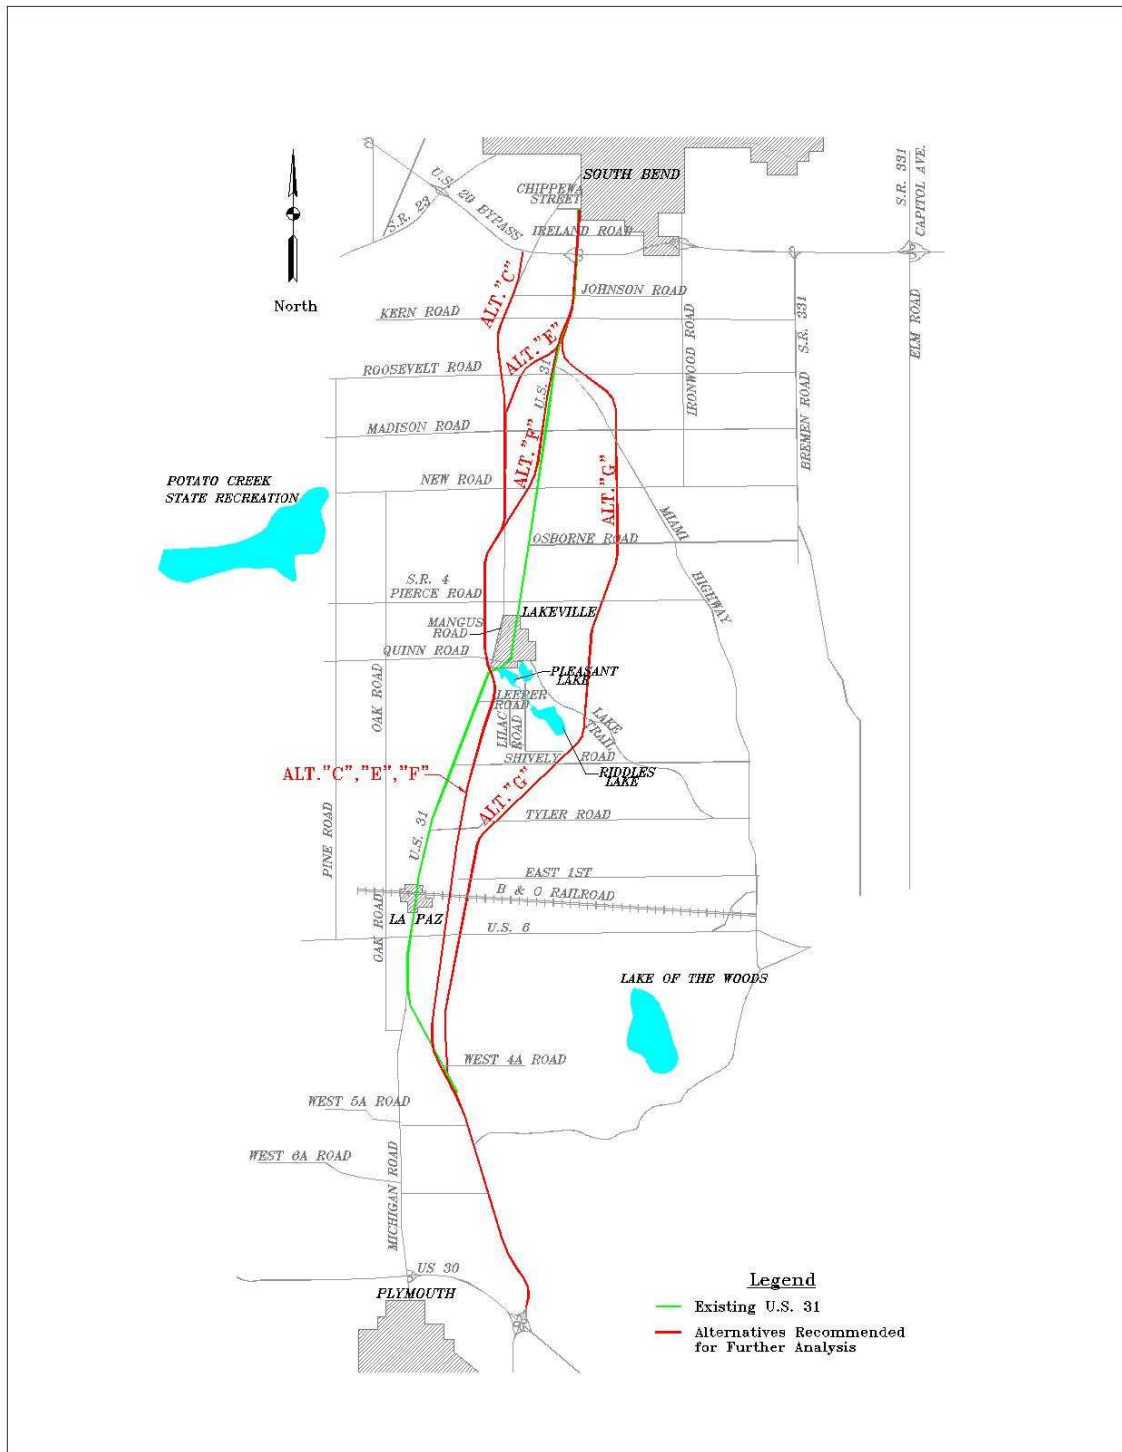 SOUTH BEND
S.R. 331
CAPITOL AVE.
CHIPPEWA
STREET
U.S. 20 BYPASS
S.R. 23
IRELAND ROAD
North
ALT."C"
JOHNSON ROAD
KERN ROAD
ALT."E"
IRONWOOD ROAD
S.R. 331
BREMEN ROAD
ELM ROAD
ROOSEVELT ROAD
U.S. 31
MADISON ROAD
ALT."F"
ALT."G"
NEW ROAD
POTATO CREEK
STATE RECREATION
MIAMI
HIGHWAY
OSBORNE ROAD
S.R. 4
PIERCE ROAD
LAKEVILLE
MANGUS
ROAD
QUINN ROAD
PLEASANT
LAKE
OAK ROAD
LEEPER
ROAD
LILAC
ROAD
LAKE
TRAIL
SHIVELY ROAD
RIDDLES
LAKE
ALT."C","E","F"
ALT."G"
TYLER ROAD
PINE ROAD
U.S. 31
EAST 1ST
B & O RAILROAD
LA PAZ
OAK ROAD
U.S. 6
LAKE OF THE WOODS
WEST 4A ROAD
WEST 5A ROAD
WEST 6A ROAD
MICHIGAN ROAD
US 30
PLYMOUTH
Legend
Existing U.S. 31
Alternatives Recommended
for Further Analysis